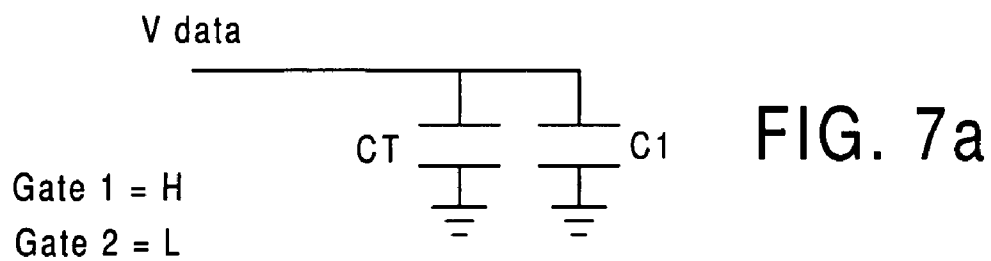 V data
CT
C1
FIG. 7a
Gate 1 = H
Gate 2 = L